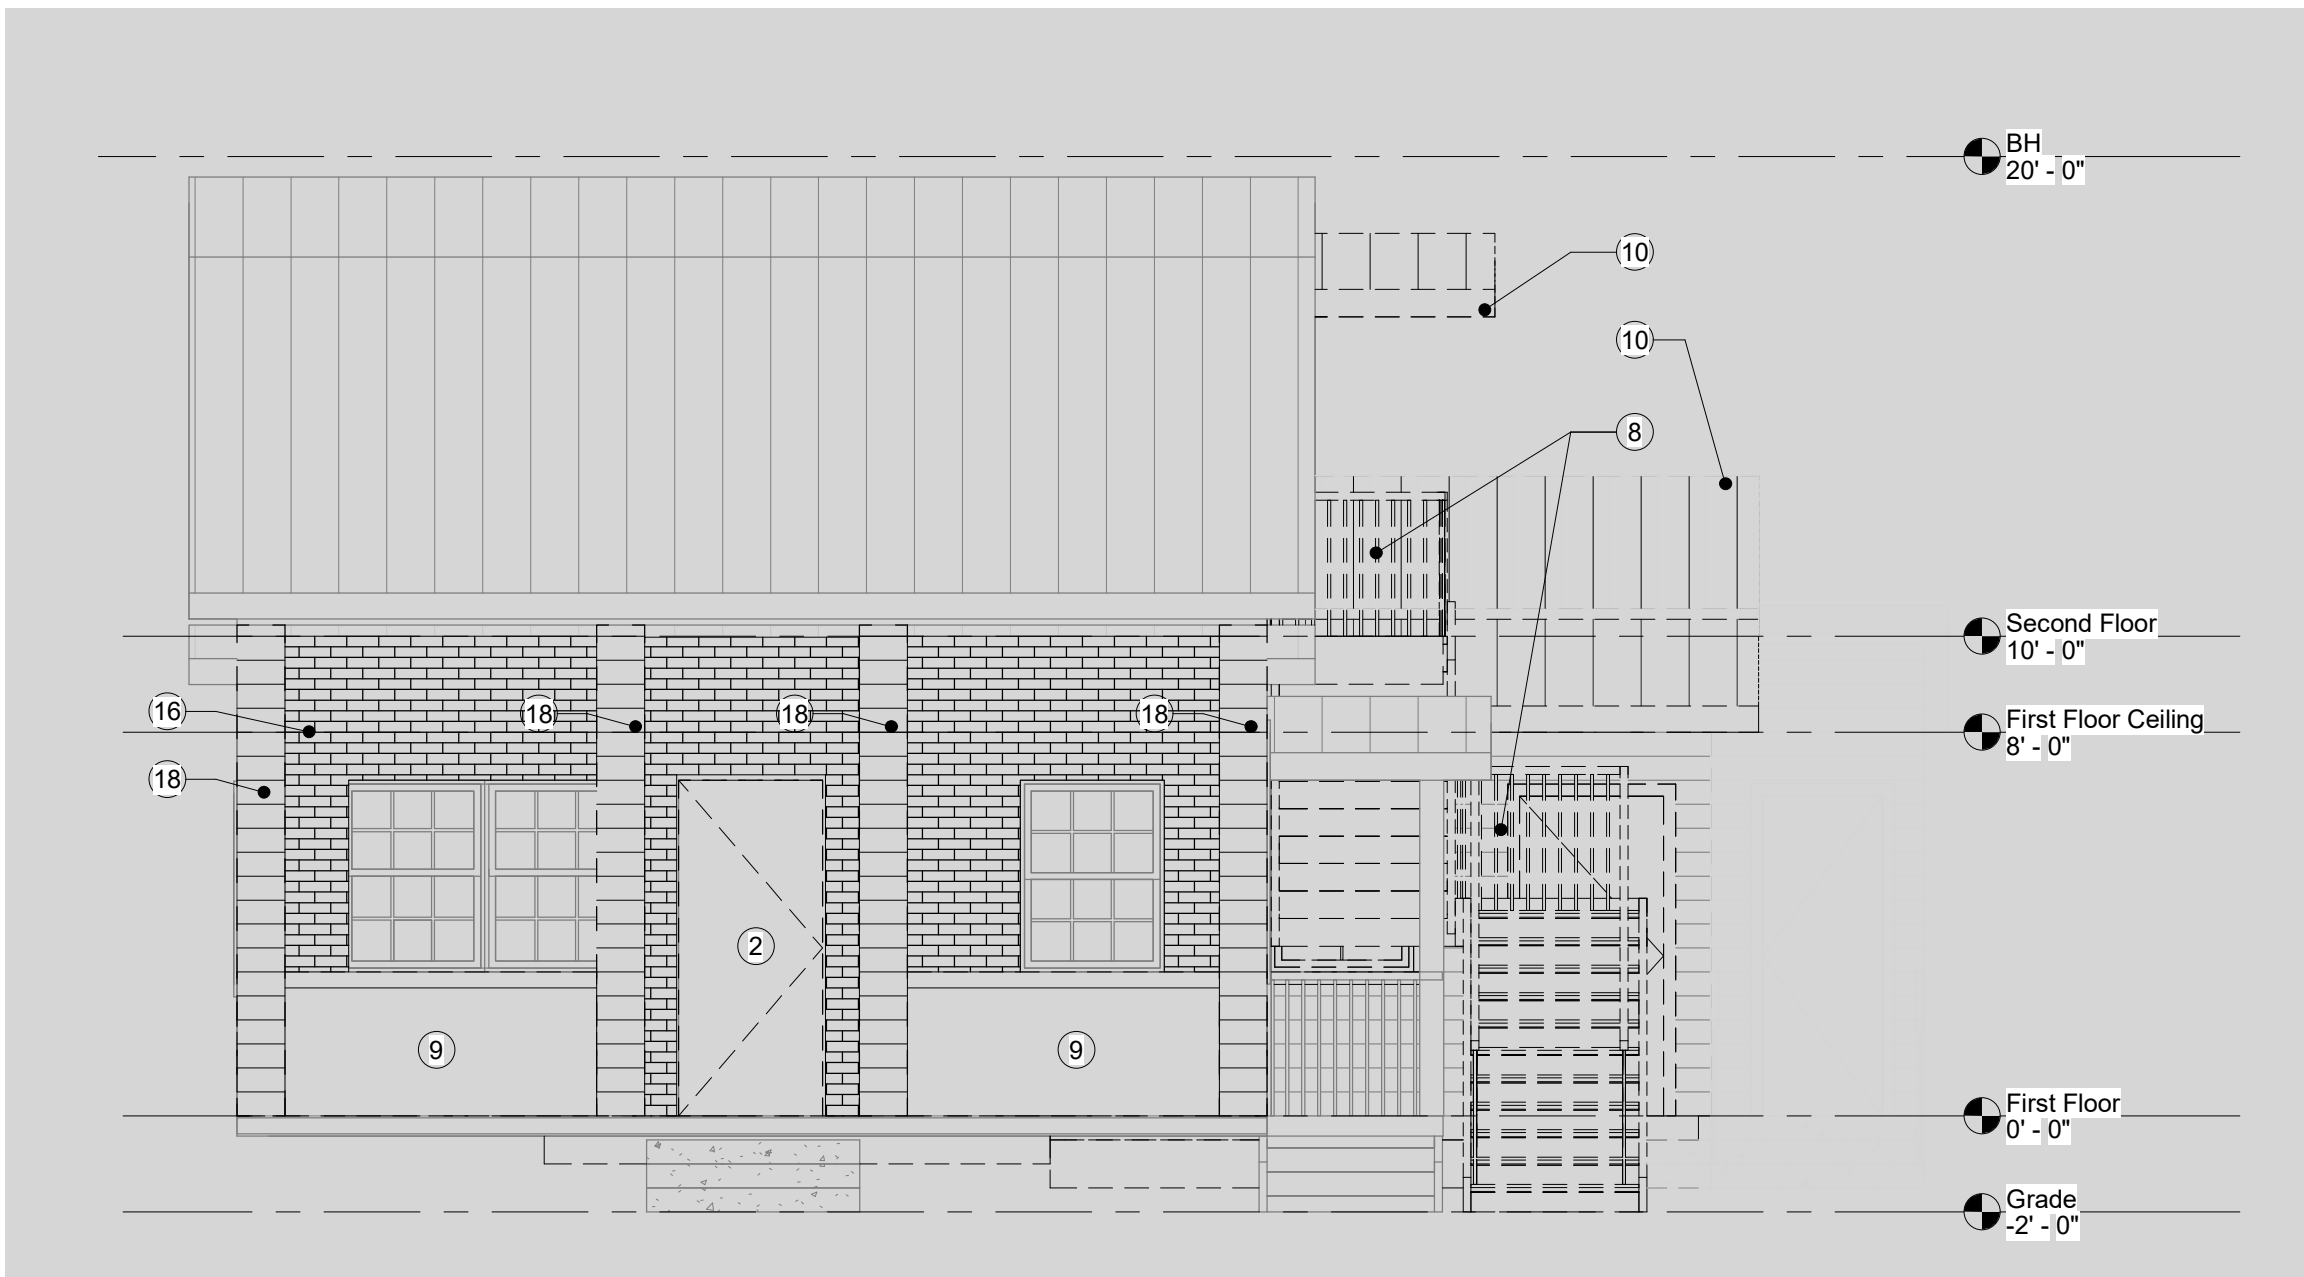 BH
20' - 0"
10
10
8
Second Floor
10' - 0"
16
18
18
18
First Floor Ceiling
8' - 0"
18
2
9
9
First Floor
0' - 0"
Grade
-2' - 0"